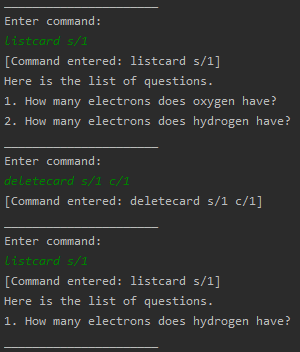 Enter command:
listcard s/1
[Command entered: listcard s/1]
Here is the list of questions.
1. How many electrons does oxygen have?
2. How many electrons does hydrogen have?
______________________
Enter command:
deletecard s/1 c/1
[Command entered: deletecard s/1 c/1]
______________________
Enter command:
listcard s/1
[Command entered: listcard s/1]
Here is the list of questions.
1. How many electrons does hydrogen have?
______________________